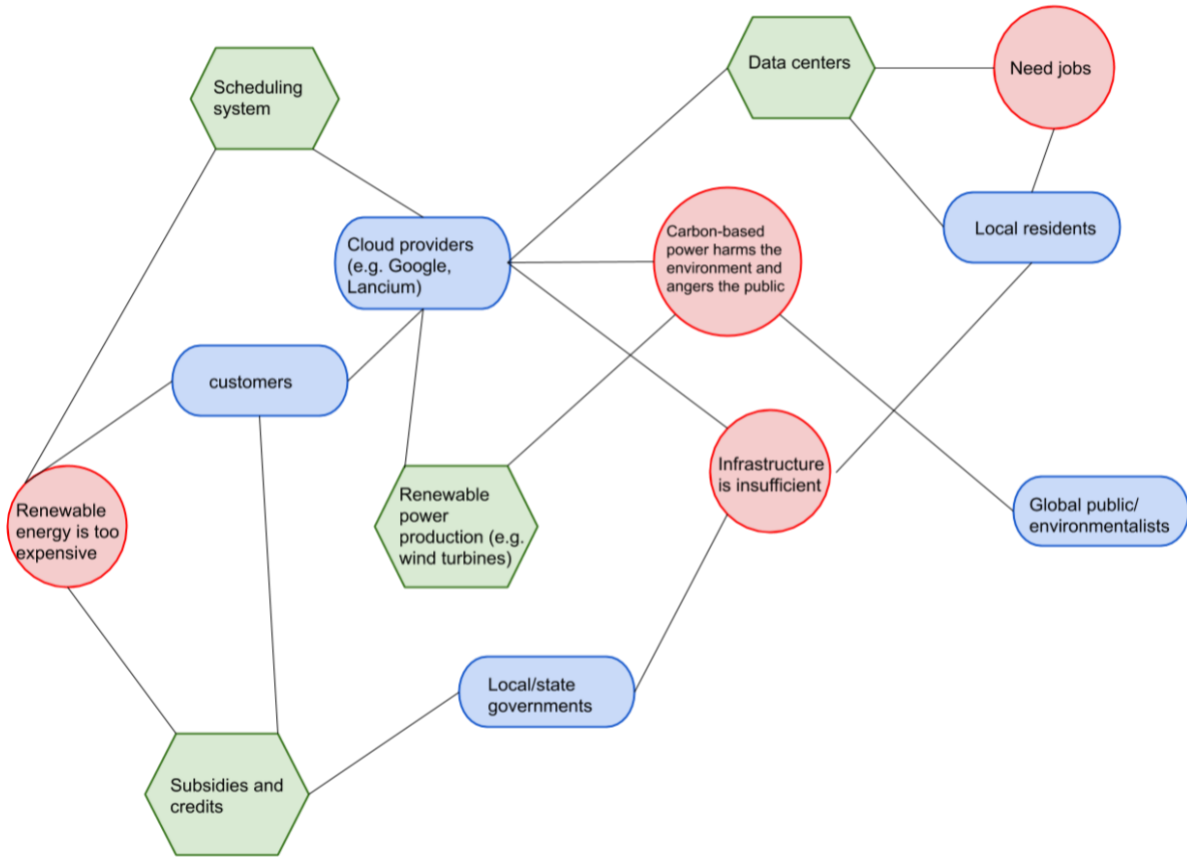 Data centers
Need jobs
Scheduling
system
Cloud providers
(e.g. Google,
Lancium)
Carbon-based
power harms the
environment and
angers the public
Local residents
customers
Infrastructure
is insufficient
Renewable
energy is too
expensive
Renewable
power
production (e.g.
wind turbines)
Global public/
environmentalists
Local/state
governments
Subsidies and
credits